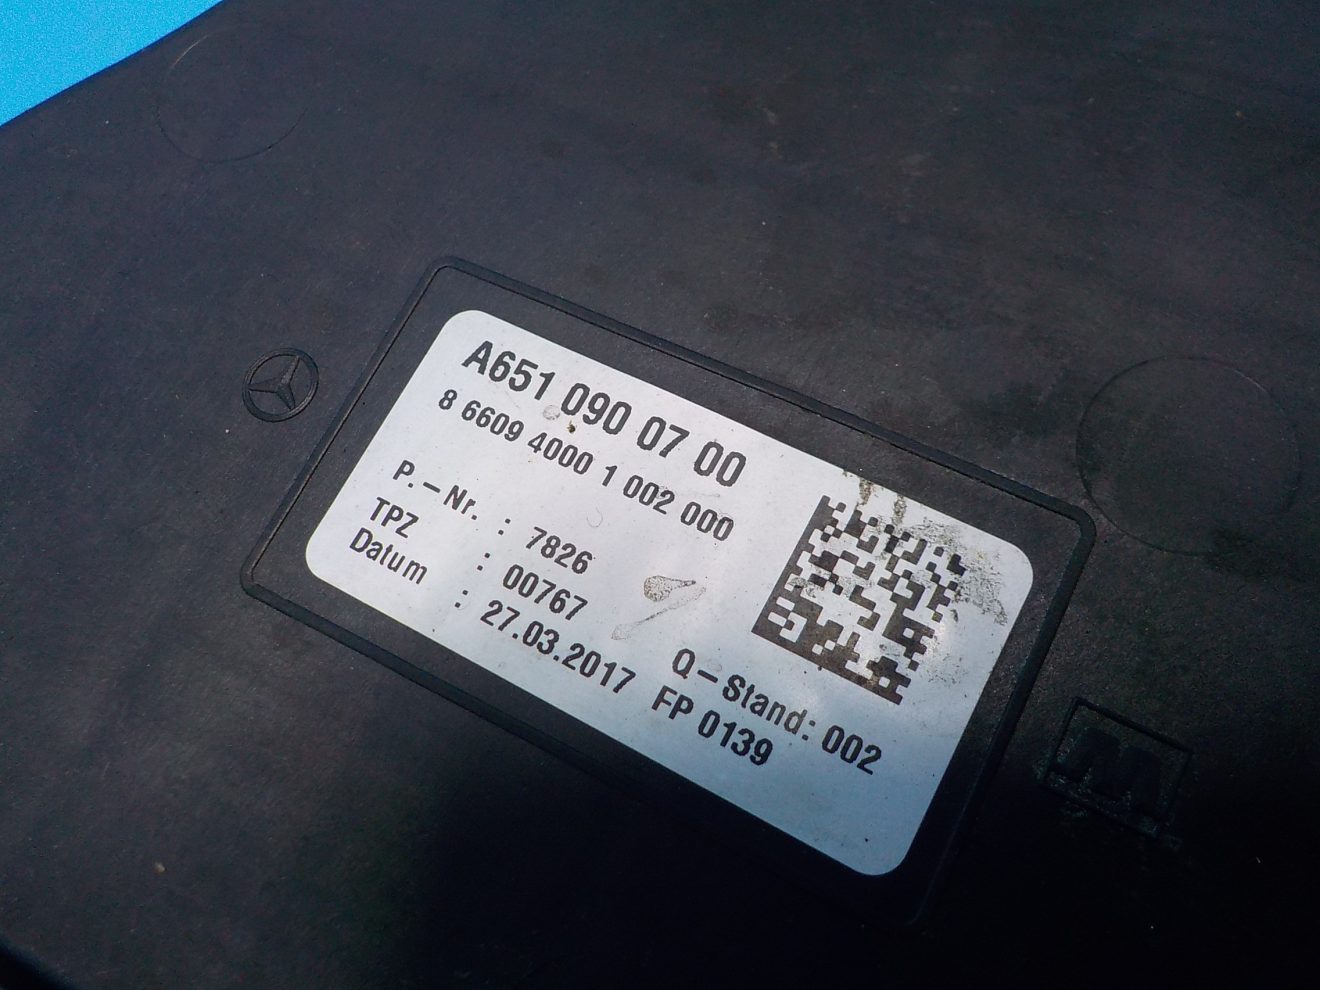 A651 090 07 00
8 6609 4000 1 002 000
P.–Nr. : 7826
TPZ : 00767 Q–Stand: 002
Datum : 27.03.2017 FP 0139